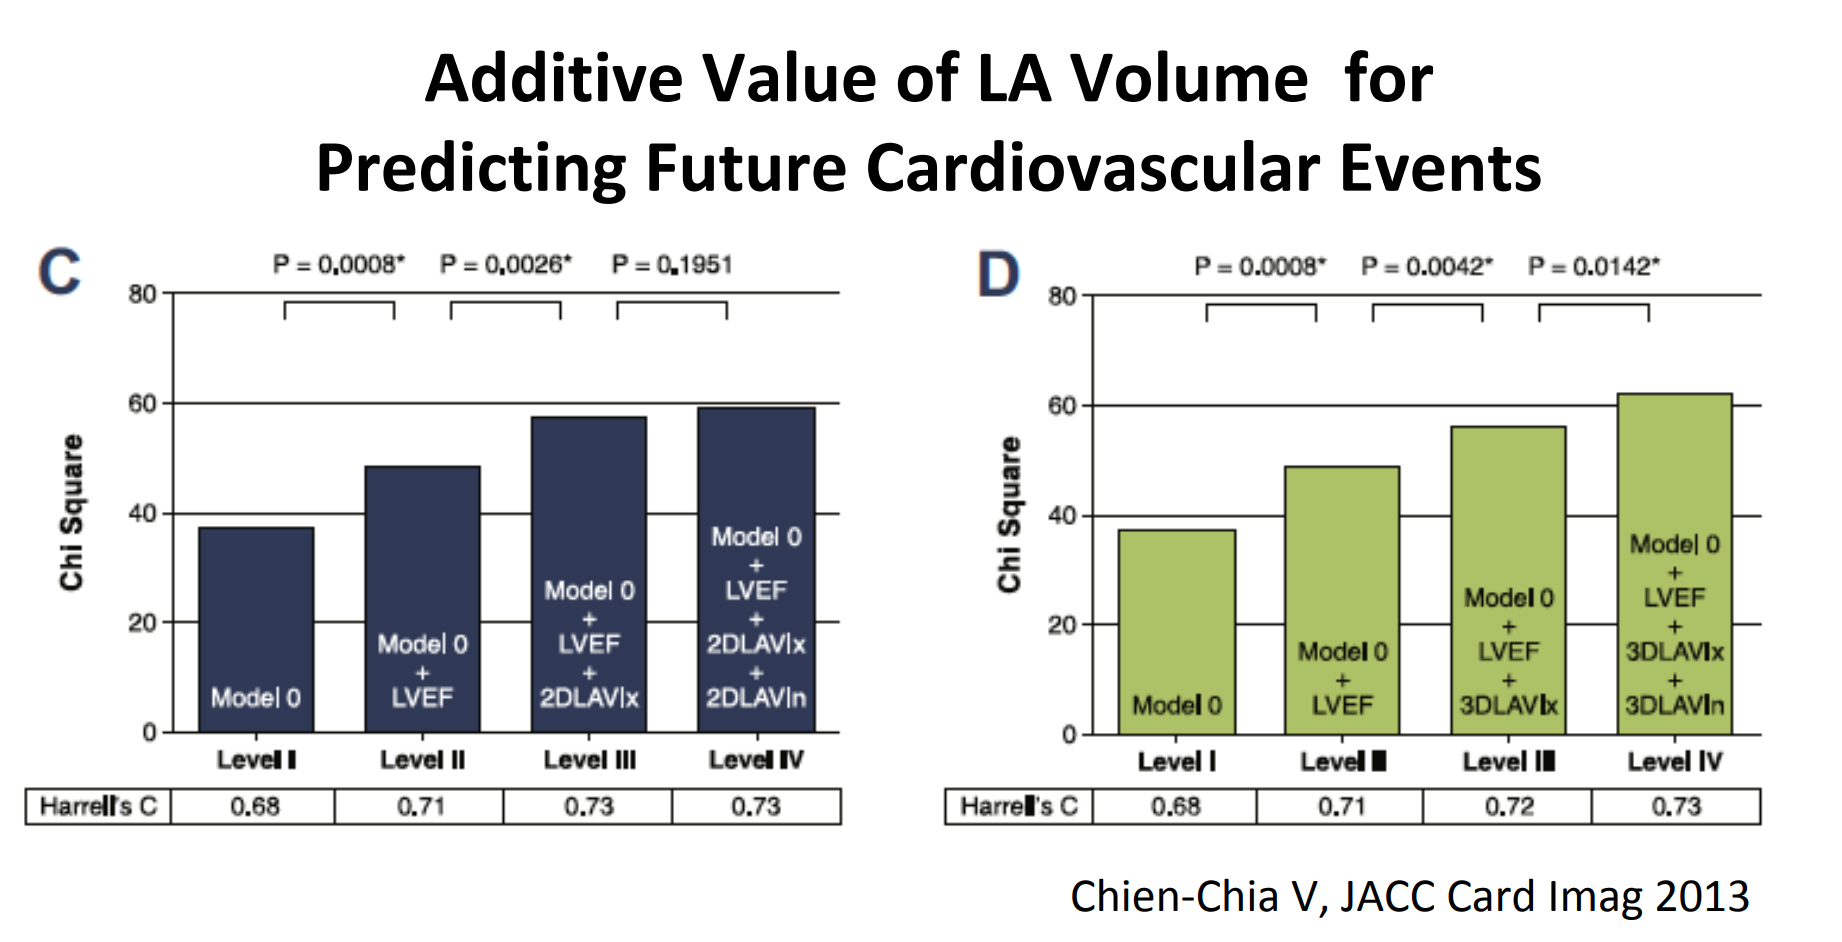 Additive Value of LA Volume for
Predicting Future Cardiovascular Events
C
P = 0.0008* P = 0.0026* P = 0.1951
80
60
40
20
0
Chi Square
Model 0
Model 0
+
LVEF
Model 0
+
LVEF
+
2DLAVIx
Model 0
+
LVEF
+
2DLAVIx
+
2DLAVIn
Level I Level II Level III Level IV
Harrell's C 0.68 0.71 0.73 0.73
D
P = 0.0008* P = 0.0042* P = 0.0142*
80
60
40
20
0
Chi Square
Model 0
Model 0
+
LVEF
Model 0
+
LVEF
+
3DLAVIx
Model 0
+
LVEF
+
3DLAVIx
+
3DLAVIn
Level I Level II Level III Level IV
Harrell's C 0.68 0.71 0.72 0.73
Chien-Chia V, JACC Card Imag 2013